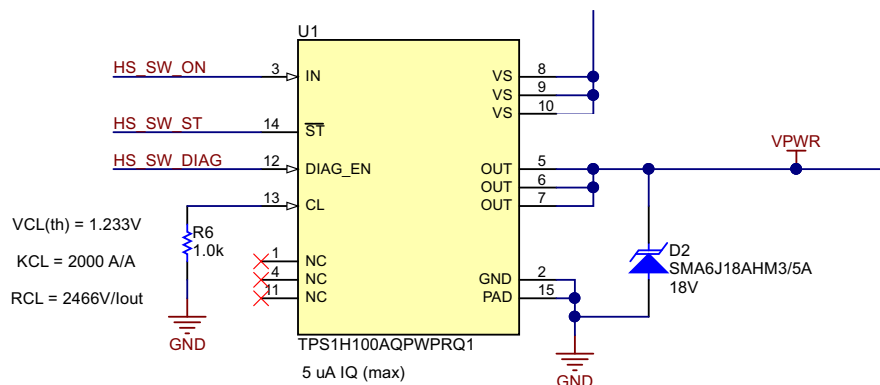 U1
HS_SW_ON
3
IN
VS
8
VS
9
VS
10
HS_SW_ST
14
ST
VPWR
HS_SW_DIAG
12
DIAG_EN
OUT
5
OUT
6
OUT
7
13
CL
VCL(th) = 1.233V
R6
1.0k
KCL = 2000 A/A
RCL = 2466V/Iout
1
NC
4
NC
11
NC
GND
2
PAD
15
D2
SMA6J18AHM3/5A
18V
GND
TPS1H100AQPWPRQ1
5 uA IQ (max)
GND